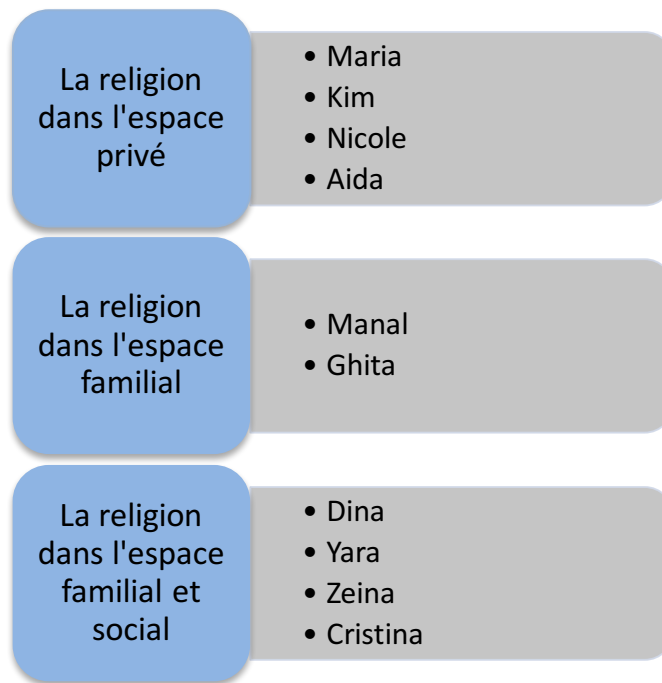 La religion
dans l'espace
privé
• Maria
• Kim
• Nicole
• Aida
La religion
dans l'espace
familial
• Manal
• Ghita
La religion
dans l'espace
familial et
social
• Dina
• Yara
• Zeina
• Cristina